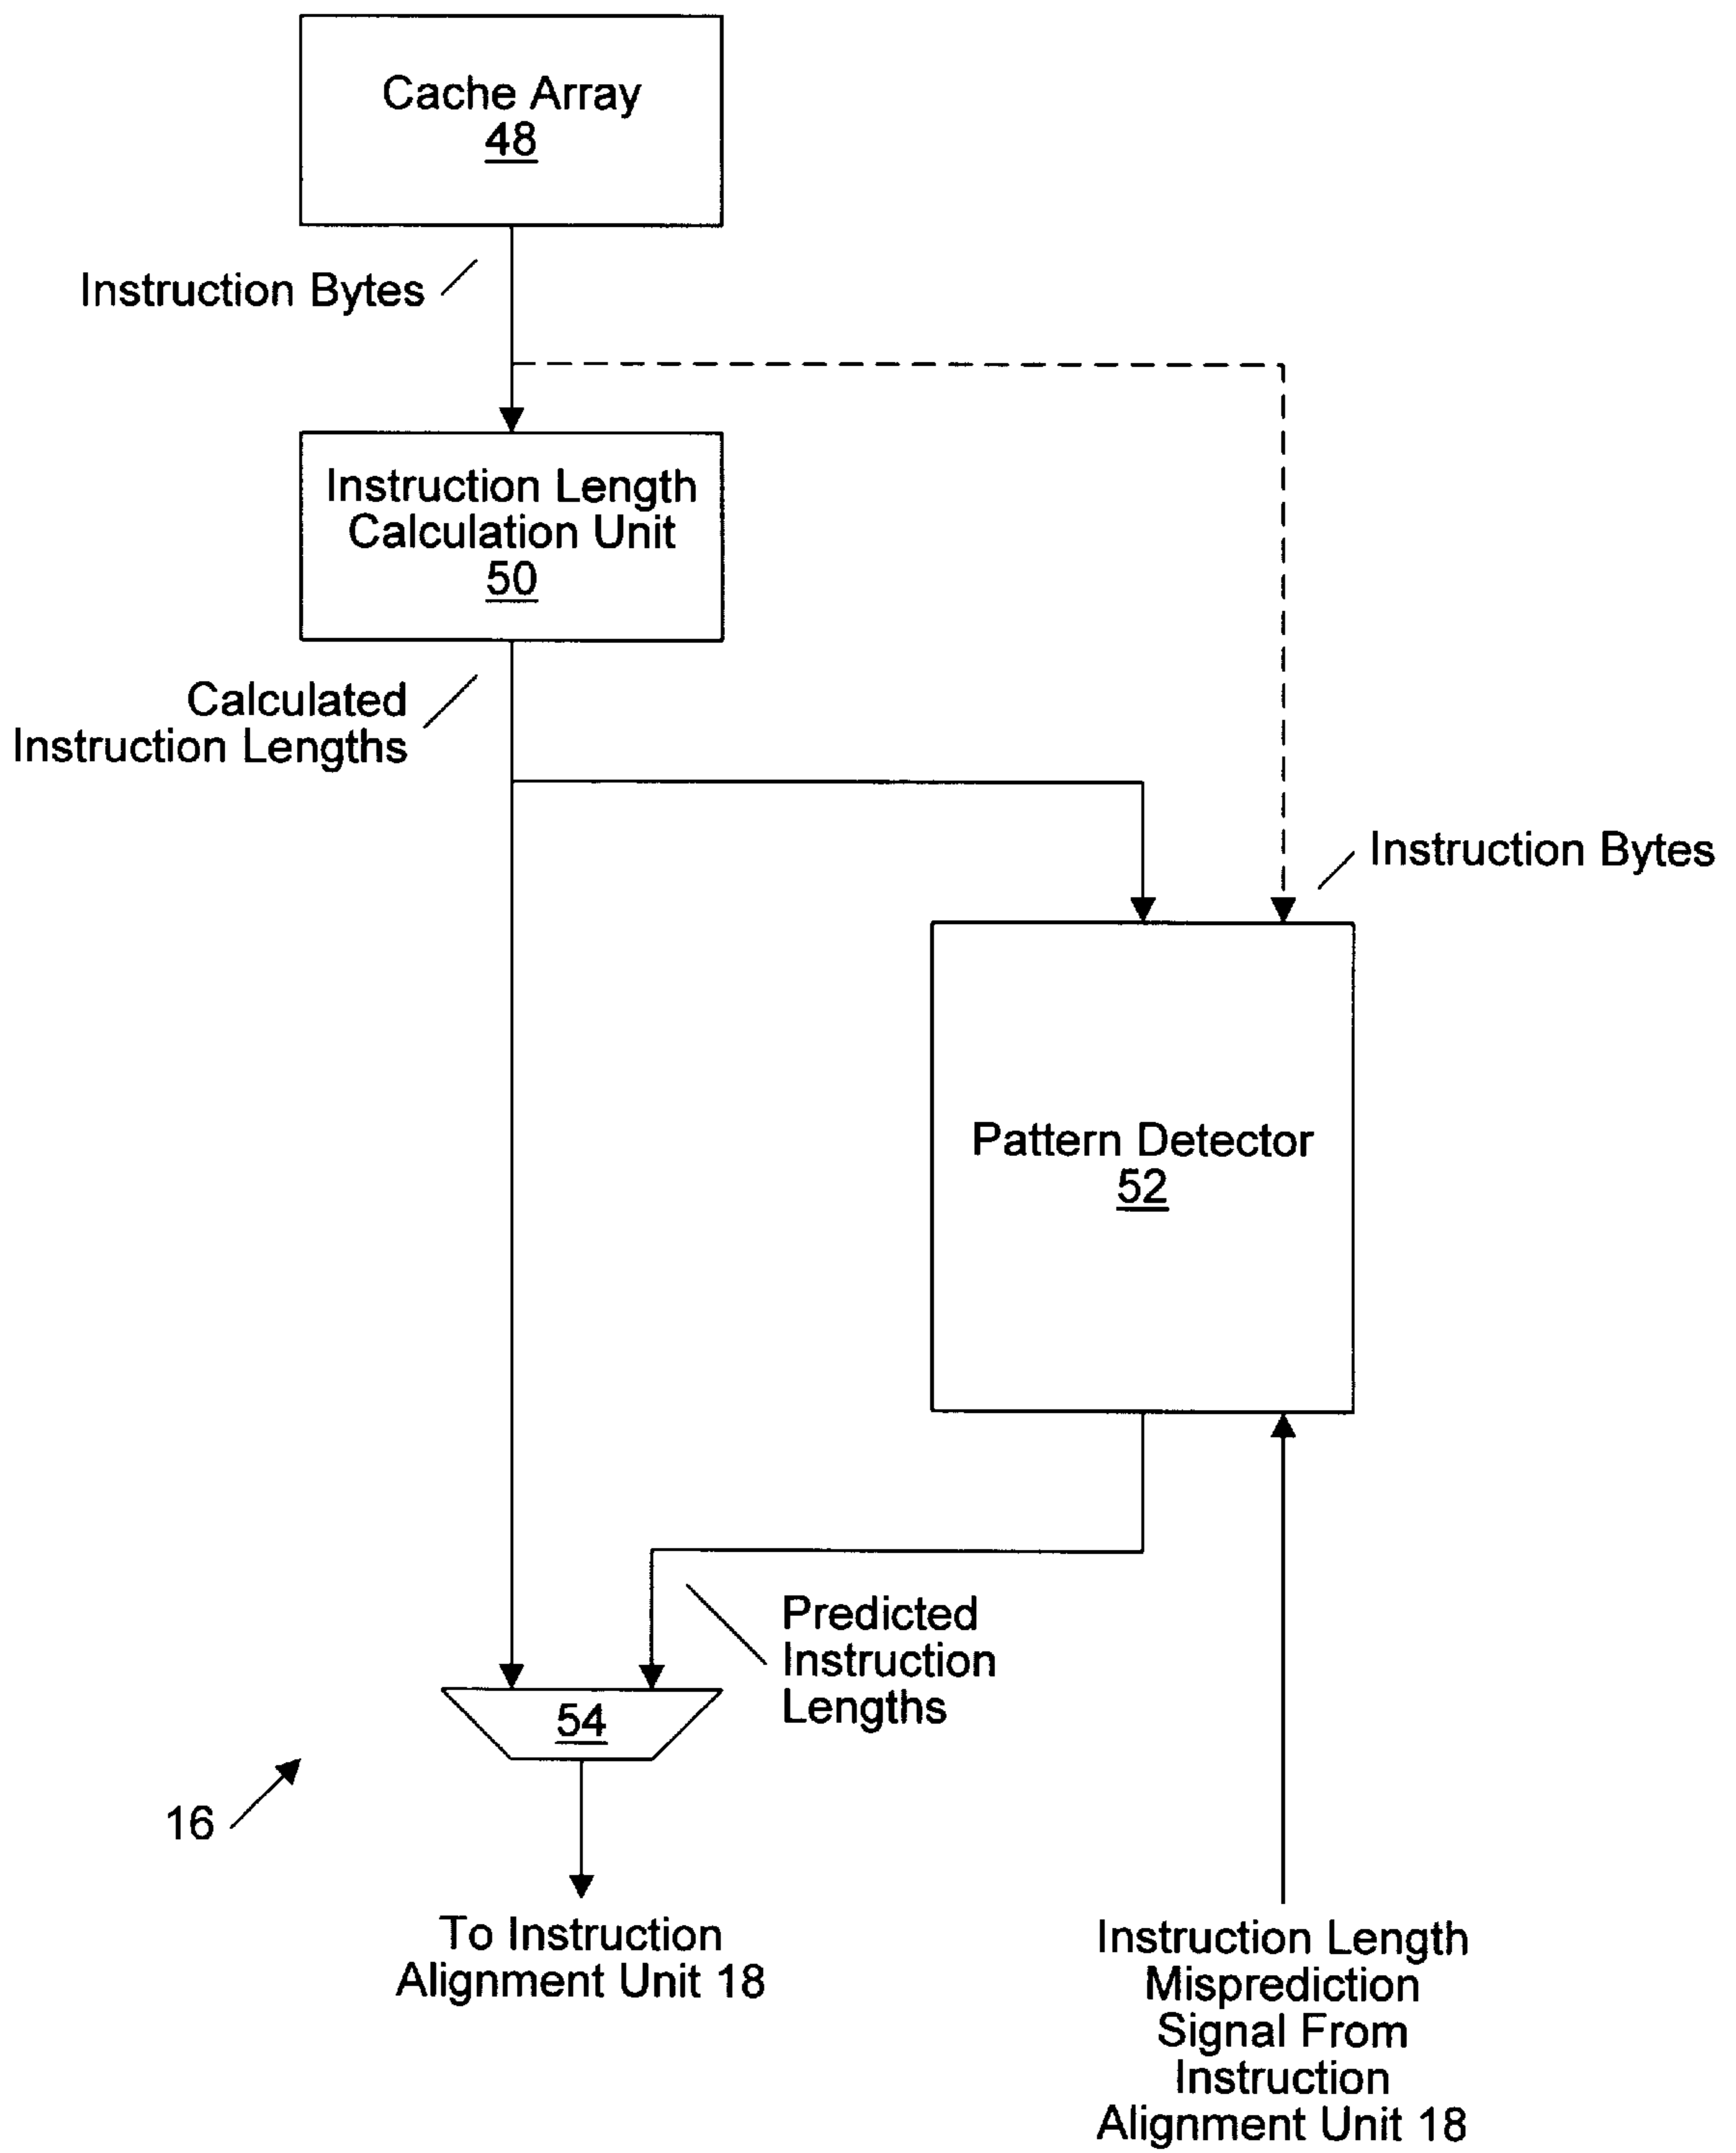 Cache Array
48
Instruction Bytes
Instruction Length
Calculation Unit
50
Calculated
Instruction Lengths
Instruction Bytes
Pattern Detector
52
Predicted
Instruction
Lengths
54
16
To Instruction
Alignment Unit 18
Instruction Length
Misprediction
Signal From
Instruction
Alignment Unit 18